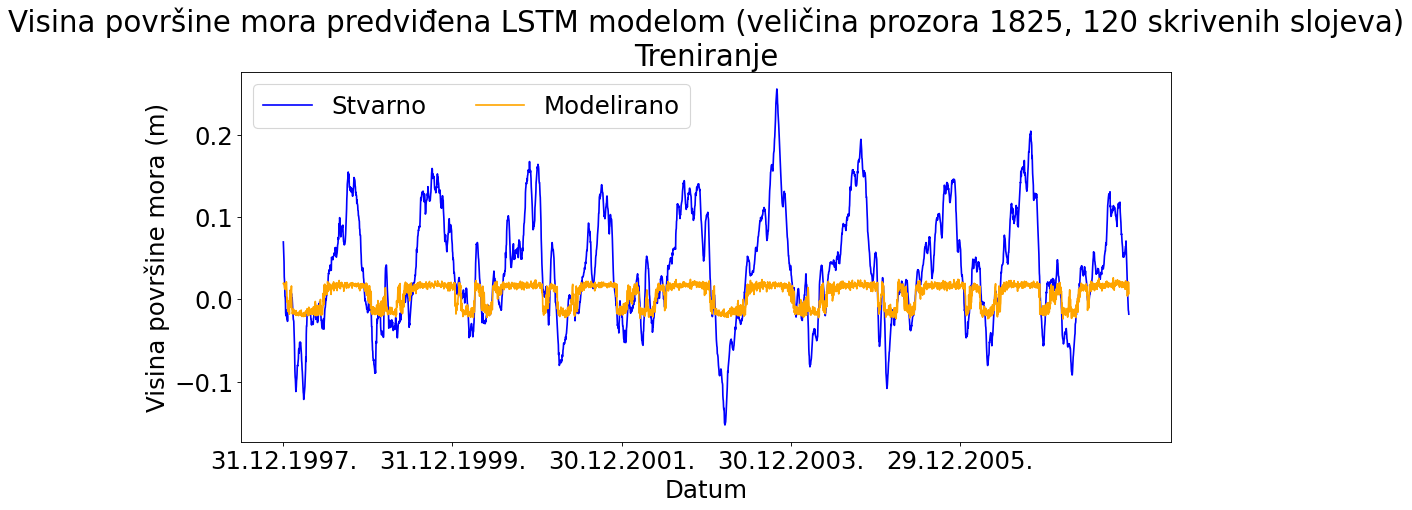 Visina površine mora predviđena LSTM modelom (veličina prozora 1825, 120 skrivenih slojeva)
Treniranje
Stvarno Modelirano
Visina površine mora (m)
0.2
0.1
0.0
−0.1
31.12.1997. 31.12.1999. 30.12.2001. 30.12.2003. 29.12.2005.
Datum